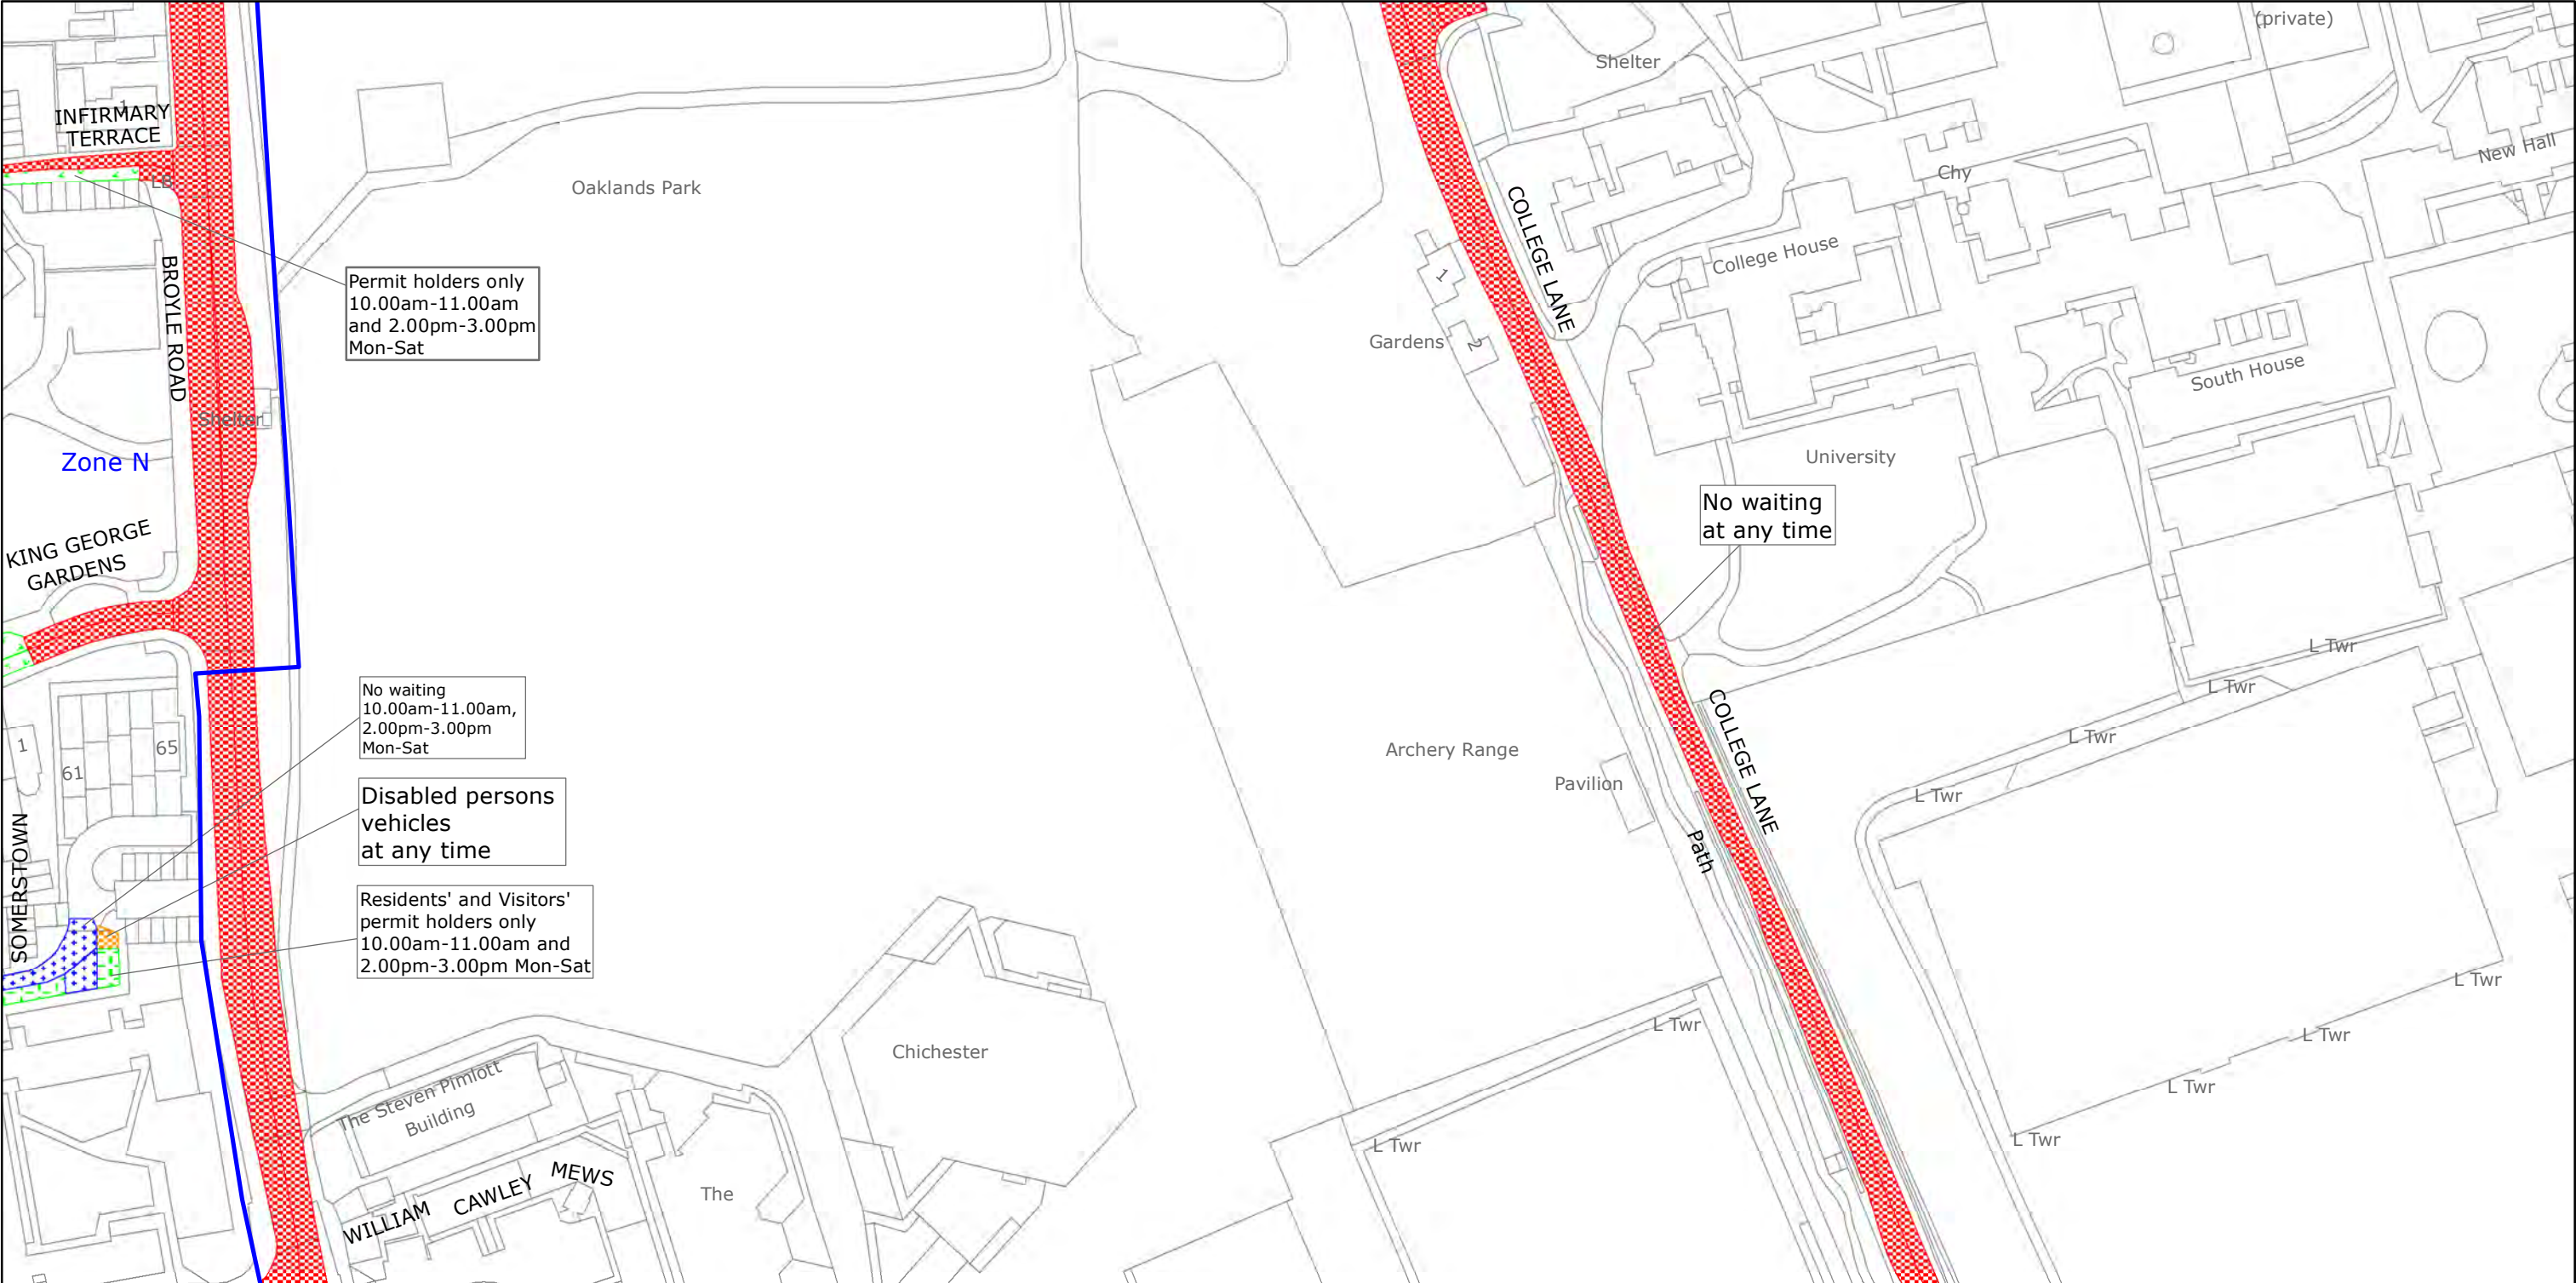 (private)
Shelter
1
INFIRMARY
TERRACE
LB
Oaklands Park
New Hall
Chy
COLLEGE LANE
College House
BROYLE ROAD
Permit holders only
10.00am-11.00am
and 2.00pm-3.00pm
Mon-Sat
1
Gardens
2
South House
Shelter
Zone N
University
No waiting
at any time
KING GEORGE
GARDENS
L Twr
L Twr
No waiting
10.00am-11.00am,
2.00pm-3.00pm
Mon-Sat
1
65
61
L Twr
Archery Range
COLLEGE LANE
Pavilion
L Twr
Disabled persons
vehicles
at any time
Path
SOMERSTOWN
Residents' and Visitors'
permit holders only
10.00am-11.00am and
2.00pm-3.00pm Mon-Sat
L Twr
L Twr
L Twr
Chichester
The Steven Pimlott
Building
L Twr
L Twr
L Twr
WILLIAM CAWLEY MEWS
The